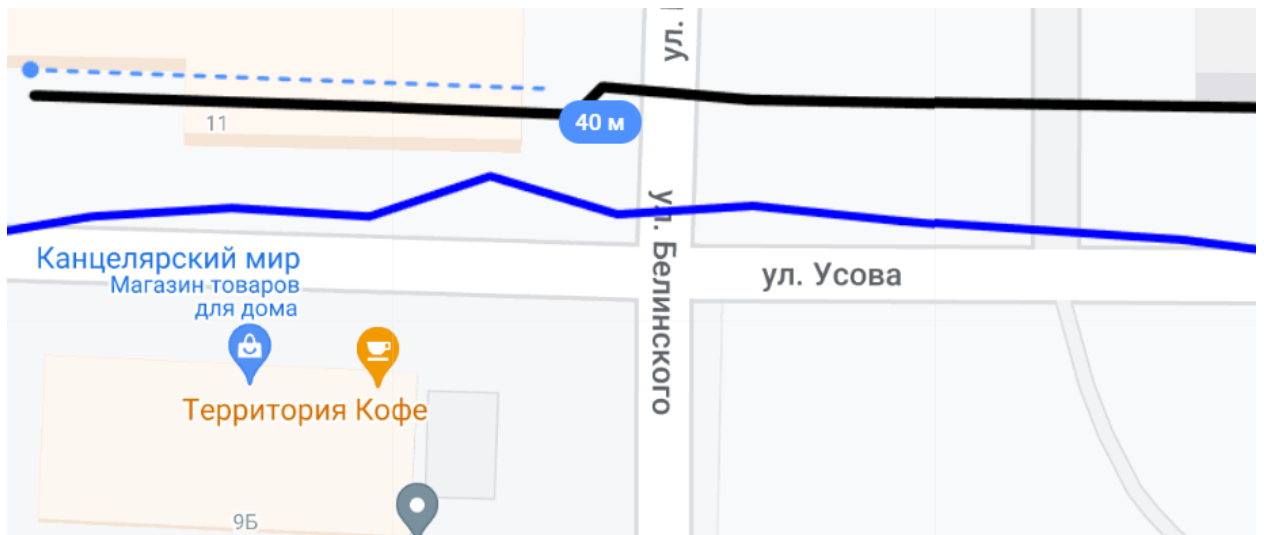 ул.
40 м
11
ул. Белинского
Канцелярский мир
Магазин товаров
для дома
ул. Усова
Территория Кофе
9Б